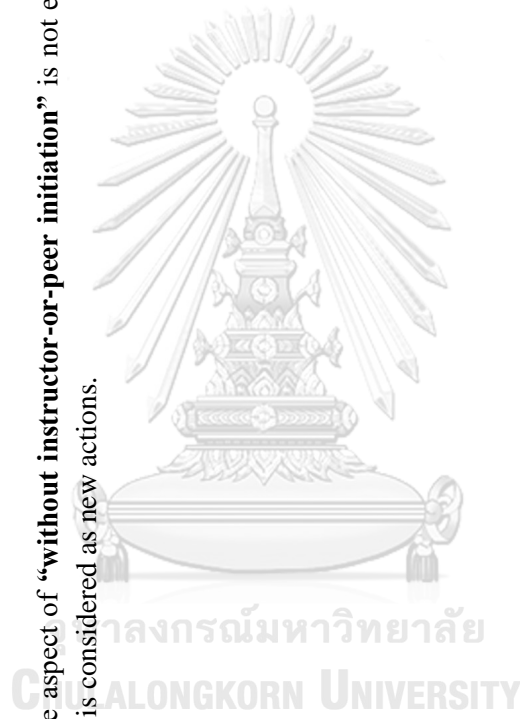 aspect of “without instructor-or-peer initiation” is not
is considered as new actions.
จุฬาลงกรณ์มหาวิทยาลัย
CHULALONGKORN UNIVERSITY